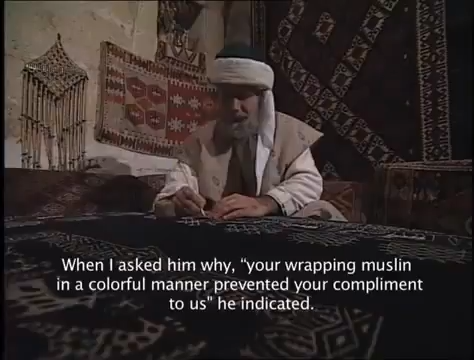 When I asked him why, “your wrapping muslin
in a colorful manner prevented your compliment
to us” he indicated.